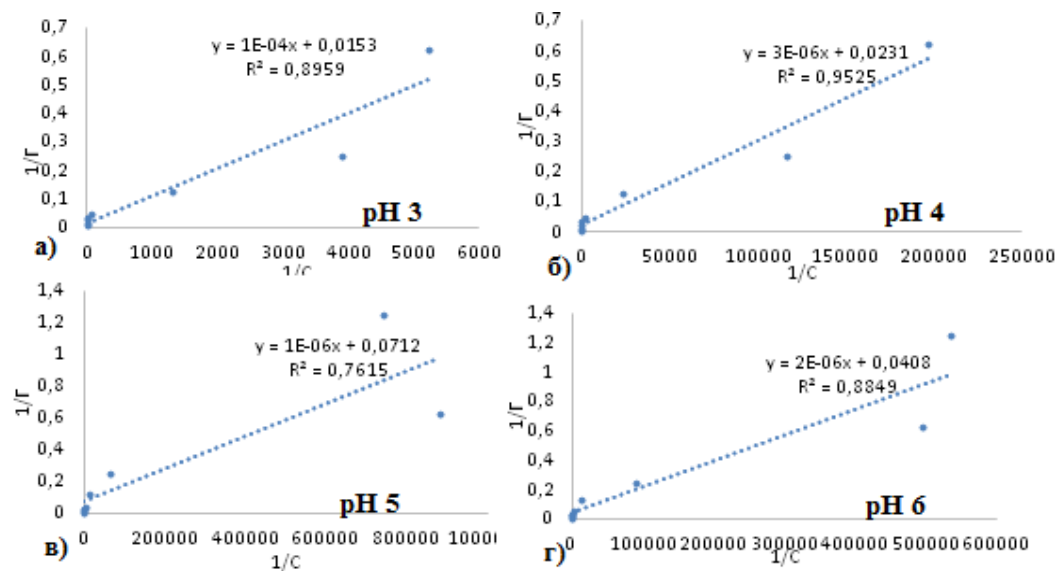 0,7
0,6
0,5
0,4
0,3
0,2
0,1
0
1/Г
y = 1E-04x + 0,0153
R² = 0,8959
pH 3
0 1000 2000 3000 4000 5000 6000
1/C
а)
0,7
0,6
0,5
0,4
0,3
0,2
0,1
0
1/Г
y = 3E-06x + 0,0231
R² = 0,9525
pH 4
0 50000 100000 150000 200000 250000
1/C
б)
1,4
1,2
1
0,8
0,6
0,4
0,2
0
1/Г
y = 1E-06x + 0,0712
R² = 0,7615
pH 5
0 200000 400000 600000 800000 100000
1/C
в)
1,4
1,2
1
0,8
0,6
0,4
0,2
0
1/Г
y = 2E-06x + 0,0408
R² = 0,8849
pH 6
0 100000 200000 300000 400000 500000 600000
1/C
г)